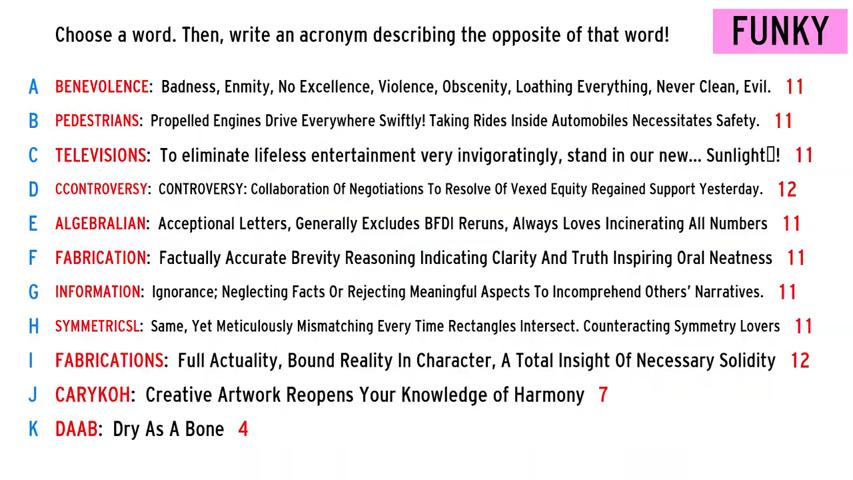 Choose a word. Then, write an acronym describing the opposite of that word!
FUNKY
A BENEVOLENCE: Badness, Enmity, No Excellence, Violence, Obscenity, Loathing Everything, Never Clean, Evil. 11
B PEDESTRIANS: Propelled Engines Drive Everywhere Swiftly! Taking Rides Inside Automobiles Necessitates Safety. 11
C TELEVISIONS: To eliminate lifeless entertainment very invigoratingly, stand in our new... Sunlight▯! 11
D CCONTROVERSY: CONTROVERSY: Collaboration Of Negotiations To Resolve Of Vexed Equity Regained Support Yesterday. 12
E ALGEBRALIAN: Acceptional Letters, Generally Excludes BFDI Reruns, Always Loves Incinerating All Numbers 11
F FABRICATION: Factually Accurate Brevity Reasoning Indicating Clarity And Truth Inspiring Oral Neatness 11
G INFORMATION: Ignorance; Neglecting Facts Or Rejecting Meaningful Aspects To Incomprehend Others' Narratives. 11
H SYMMETRICSL: Same, Yet Meticulously Mismatching Every Time Rectangles Intersect. Counteracting Symmetry Lovers 11
I FABRICATIONS: Full Actuality, Bound Reality In Character, A Total Insight Of Necessary Solidity 12
J CARYKOH: Creative Artwork Reopens Your Knowledge of Harmony 7
K DAAB: Dry As A Bone 4